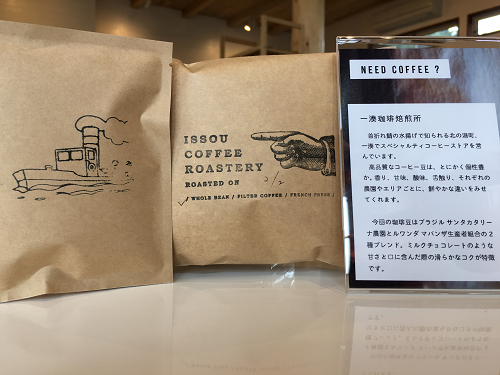 ISSOU
COFFEE
ROASTERY
ROASTED ON
2/2
✓ WHOLE BEAN / FILTER COFFEE / FRENCH PRESS /
NEED COFFEE ?
一湊珈琲焙煎所
首折れ鯖の水揚げで知られる北の港町、
一湊でスペシャルティコーヒーストアを営
んでいます。
高品質なコーヒー豆は、とにかく個性豊
か。香り、甘味、酸味、舌触り、それぞれの
農園やエリアごとに、鮮やかな違いをみせ
てくれます。
今回の珈琲豆はブラジル サンタカタリー
ナ農園とルワンダ マバンザ生産者組合の2
種ブレンド。ミルクチョコレートのような
甘さと口に含んだ際の滑らかなコクが特徴
です。